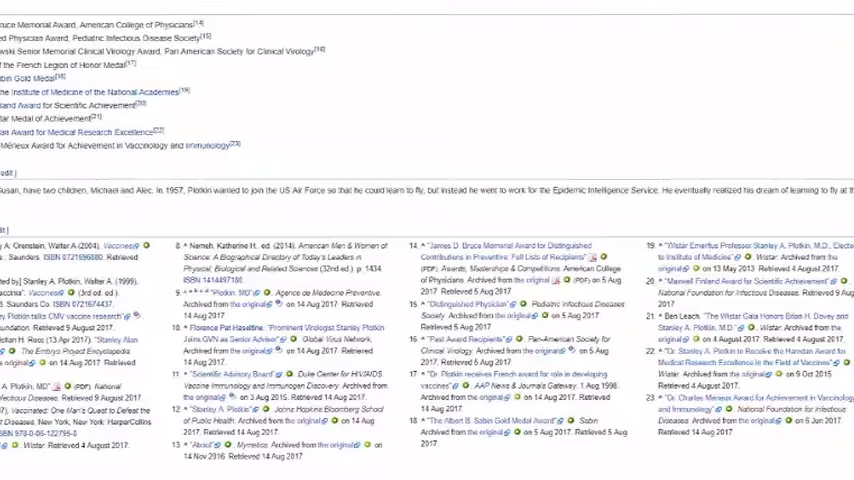 ruce Memorial Award, American College of Physicians[14]
ed Physician Award, Pediatric Infectious Disease Society[15]
wski Senior Memorial Clinical Virology Award, Pan American Society for Clinical Virology[16]
f the French Legion of Honor Medal[17]
bin Gold Medal[18]
he Institute of Medicine of the National Academies[19]
land Award for Scientific Achievement[20]
tar Medal of Achievement[21]
an Award for Medical Research Excellence[22]
Mérieux Award for Achievement in Vaccinology and Immunology[23]
edit ]
Susan, have two children, Michael and Alec. In 1957, Plotkin wanted to join the US Air Force so that he could learn to fly, but instead he went to work for the Epidemic Intelligence Service. He eventually realized his dream of learning to fly at th
it ]
y A; Orenstein, Walter A (2004). Vaccines
.: Saunders. ISBN 0721696880. Retrieved
ted by] Stanley A. Plotkin, Walter A. (1999).
Vaccines (3rd ed.)
B. Saunders Co. ISBN 0721674437.
Plotkin talks CMV vaccine research"
undation. Retrieved 9 August 2017.
stian H. Ross (13 Apr 2017). "Stanley Alan
The Embryo Project Encyclopedia
e original on 14 Aug 2017. Retrieved
A. Plotkin, MD" (PDF). National
nfectious Diseases. Retrieved 9 August 2017.
7), Vaccinated: One Man's Quest to Defeat the
t Diseases, New York, New York: HarperCollins
SBN 978-0-06-122795-0
Wistar. Retrieved 4 August 2017.
8. ^ Nemeh, Katherine H., ed. (2014). American Men & Women of
Science: A Biographical Directory of Today's Leaders in
Physical, Biological and Related Sciences (32nd ed.). p. 1434.
ISBN 1414497180.
9. ^ "Plotkin, MD". Agence de Medecine Preventive.
Archived from the original on 14 Aug 2017. Retrieved
14 Aug 2017
10. ^ Florence Pat Haseltine. "Prominent Virologist Stanley Plotkin
Joins GVN as Senior Advisor". Global Virus Network.
Archived from the original on 14 Aug 2017. Retrieved
14 Aug 2017.
11. ^ "Scientific Advisory Board". Duke Center for HIV/AIDS
Vaccine Immunology and Immunogen Discovery. Archived from
the original on 3 Aug 2015. Retrieved 14 Aug 2017.
12. ^ "Stanley A. Plotkin". Johns Hopkins Bloomberg School
of Public Health. Archived from the original on 14 Aug
2017. Retrieved 14 Aug 2017.
13. ^ "About". Mymetics. Archived from the original on
14 Nov 2016. Retrieved 14 Aug 2017.
14. ^ "James D. Bruce Memorial Award for Distinguished
Contributions in Preventive: Full Lists of Recipients"
(PDF). Awards, Masterships & Competitions. American College
of Physicians. Archived from the original (PDF) on 5 Aug
2017. Retrieved 5 Aug 2017.
15. ^ "Distinguished Physician". Pediatric Infectious Diseases
Society. Archived from the original on 5 Aug 2017.
Retrieved 5 Aug 2017
16. ^ "Past Award Recipients". Pan-American Society for
Clinical Virology. Archived from the original on 5 Aug
2017. Retrieved 5 Aug 2017.
17. ^ "Dr. Plotkin receives French award for role in developing
vaccines". AAP News & Journals Gateway. 1 Aug 1998.
Archived from the original on 14 Aug 2017. Retrieved
14 Aug 2017
18. ^ "The Albert B. Sabin Gold Medal Award". Sabin.
Archived from the original on 5 Aug 2017. Retrieved 5 Aug
2017.
19. ^ "Wistar Emeritus Professor Stanley A. Plotkin, M.D., Electe
to Institute of Medicine". Wistar. Archived from the
original on 13 May 2013. Retrieved 4 August 2017.
20. ^ "Maxwell Finland Award for Scientific Achievement".
National Foundation for Infectious Diseases. Retrieved 9 Aug
2017.
21. ^ Ben Leach. "The Wistar Gala Honors Brian H. Dovey and
Stanley A. Plotkin, M.D.". Wistar. Archived from the
original on 4 August 2017. Retrieved 4 August 2017.
22. ^ "Dr. Stanley A. Plotkin to Receive the Hamdan Award for
Medical Research Excellence in the Field of Vaccines".
Wistar. Archived from the original on 9 Oct 2015.
Retrieved 4 August 2017.
23. ^ "Dr. Charles Mérieux Award for Achievement in Vaccinology
and Immunology". National Foundation for Infectious
Diseases. Archived from the original on 6 Jun 2017.
Retrieved 14 Aug 2017